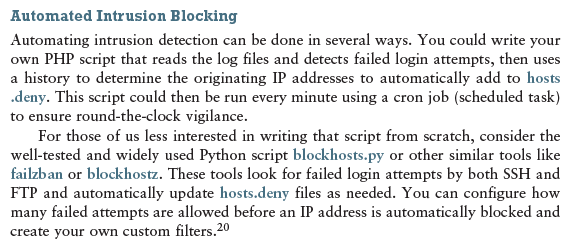 Automated Intrusion Blocking
Automating intrusion detection can be done in several ways. You could write your
own PHP script that reads the log files and detects failed login attempts, then uses
a history to determine the originating IP addresses to automatically add to hosts
.deny. This script could then be run every minute using a cron job (scheduled task)
to ensure round-the-clock vigilance.
For those of us less interested in writing that script from scratch, consider the
well-tested and widely used Python script blockhosts.py or other similar tools like
failzban or blockhostz. These tools look for failed login attempts by both SSH and
FTP and automatically update hosts.deny files as needed. You can configure how
many failed attempts are allowed before an IP address is automatically blocked and
create your own custom filters.20